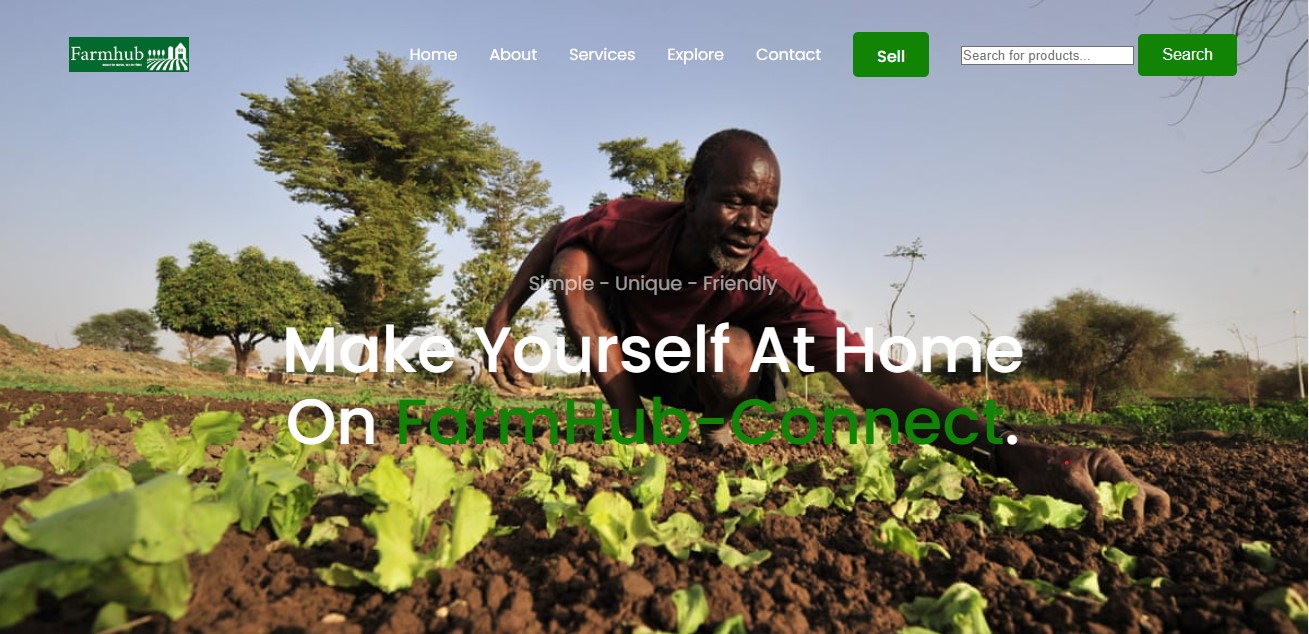 Farmhub
Home About Services Explore Contact Sell Search for products... Search
Simple - Unique - Friendly
Make Yourself At Home
On FarmHub-Connect.